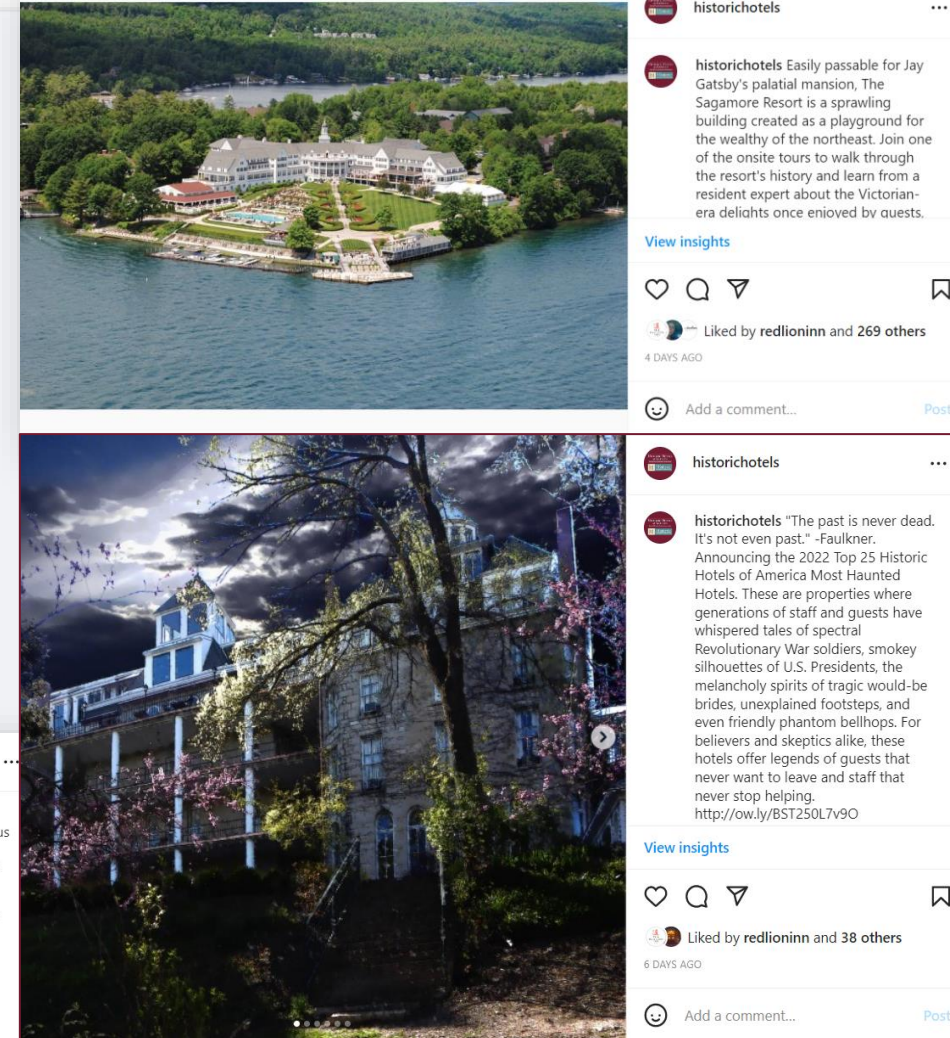 historichotels
historichotels Easily passable for Jay
Gatsby's palatial mansion, The
Sagamore Resort is a sprawling
building created as a playground for
the wealthy of the northeast. Join one
of the onsite tours to walk through
the resort's history and learn from a
resident expert about the Victorian-
era delights once enjoyed by guests.
View insights
Liked by redlioninn and 269 others
4 DAYS AGO
Add a comment...
Post
historichotels
historichotels "The past is never dead.
It's not even past." -Faulkner.
Announcing the 2022 Top 25 Historic
Hotels of America Most Haunted
Hotels. These are properties where
generations of staff and guests have
whispered tales of spectral
Revolutionary War soldiers, smokey
silhouettes of U.S. Presidents, the
melancholy spirits of tragic would-be
brides, unexplained footsteps, and
even friendly phantom bellhops. For
believers and skeptics alike, these
hotels offer legends of guests that
never want to leave and staff that
never stop helping.
http://ow.ly/BST250L7v9O
View insights
Liked by redlioninn and 38 others
6 DAYS AGO
Add a comment...
Post